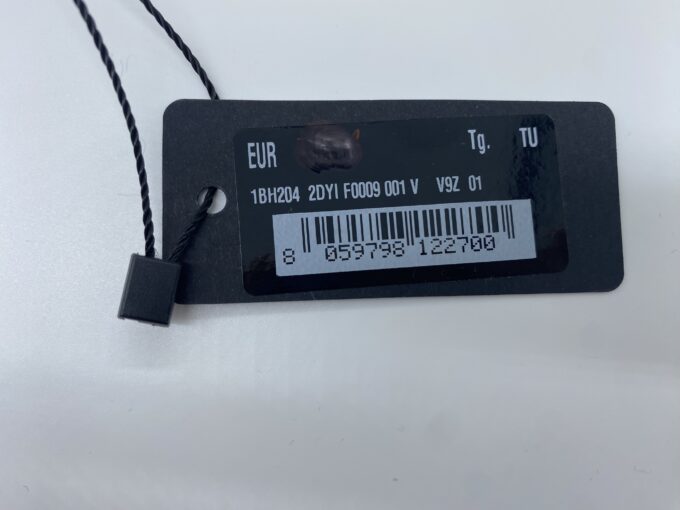 EUR Tg. TU
1BH204 2DYI F0009 001 V V9Z 01
8 059798 122700